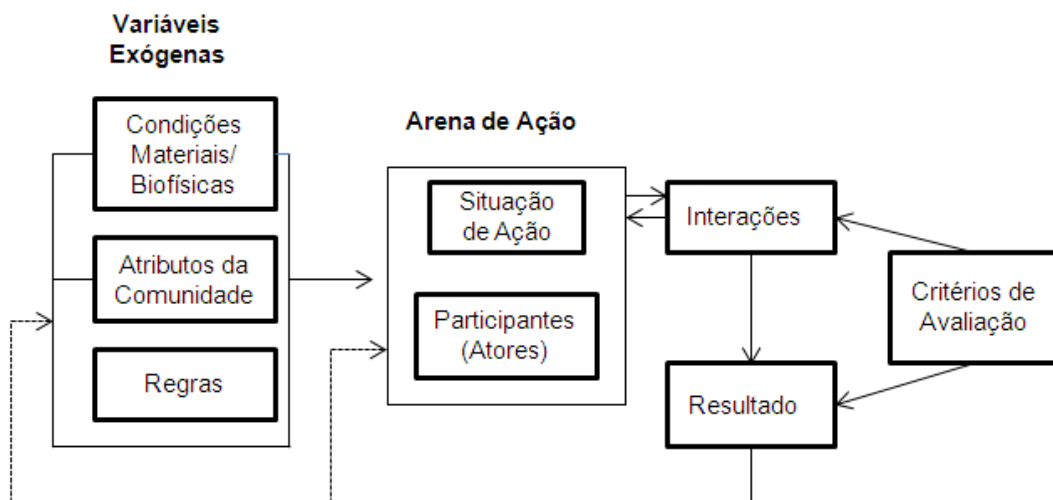 Variáveis
Exógenas
Condições
Materiais/
Biofísicas
Atributos da
Comunidade
Regras
Arena de Ação
Situação
de Ação
Participantes
(Atores)
Interações
Resultado
Critérios de
Avaliação